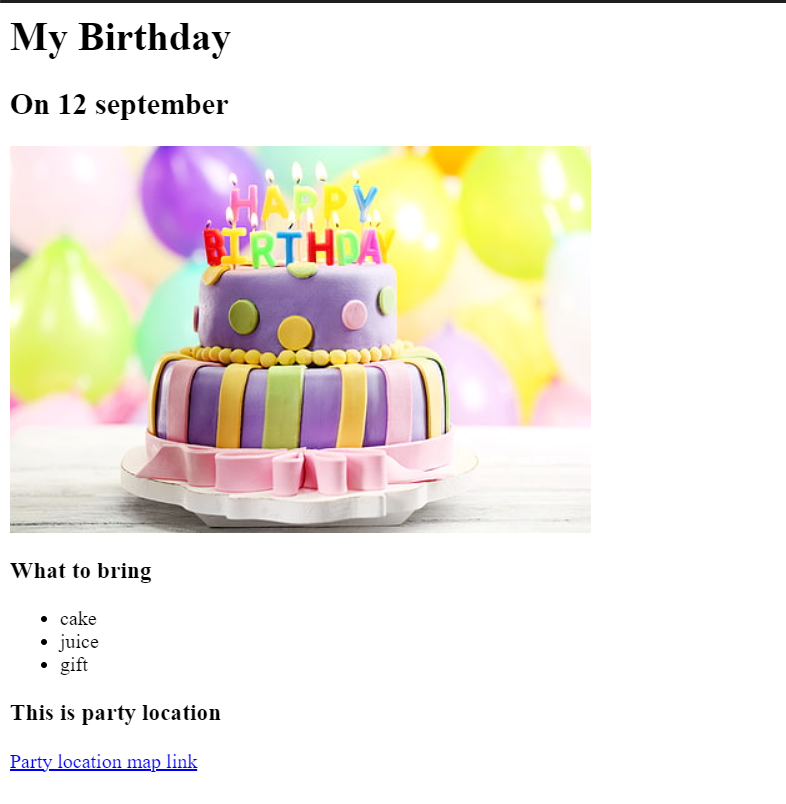 My Birthday
On 12 september
HAPPY
BIRTHDAY
What to bring
cake
juice
gift
This is party location
Party location map link